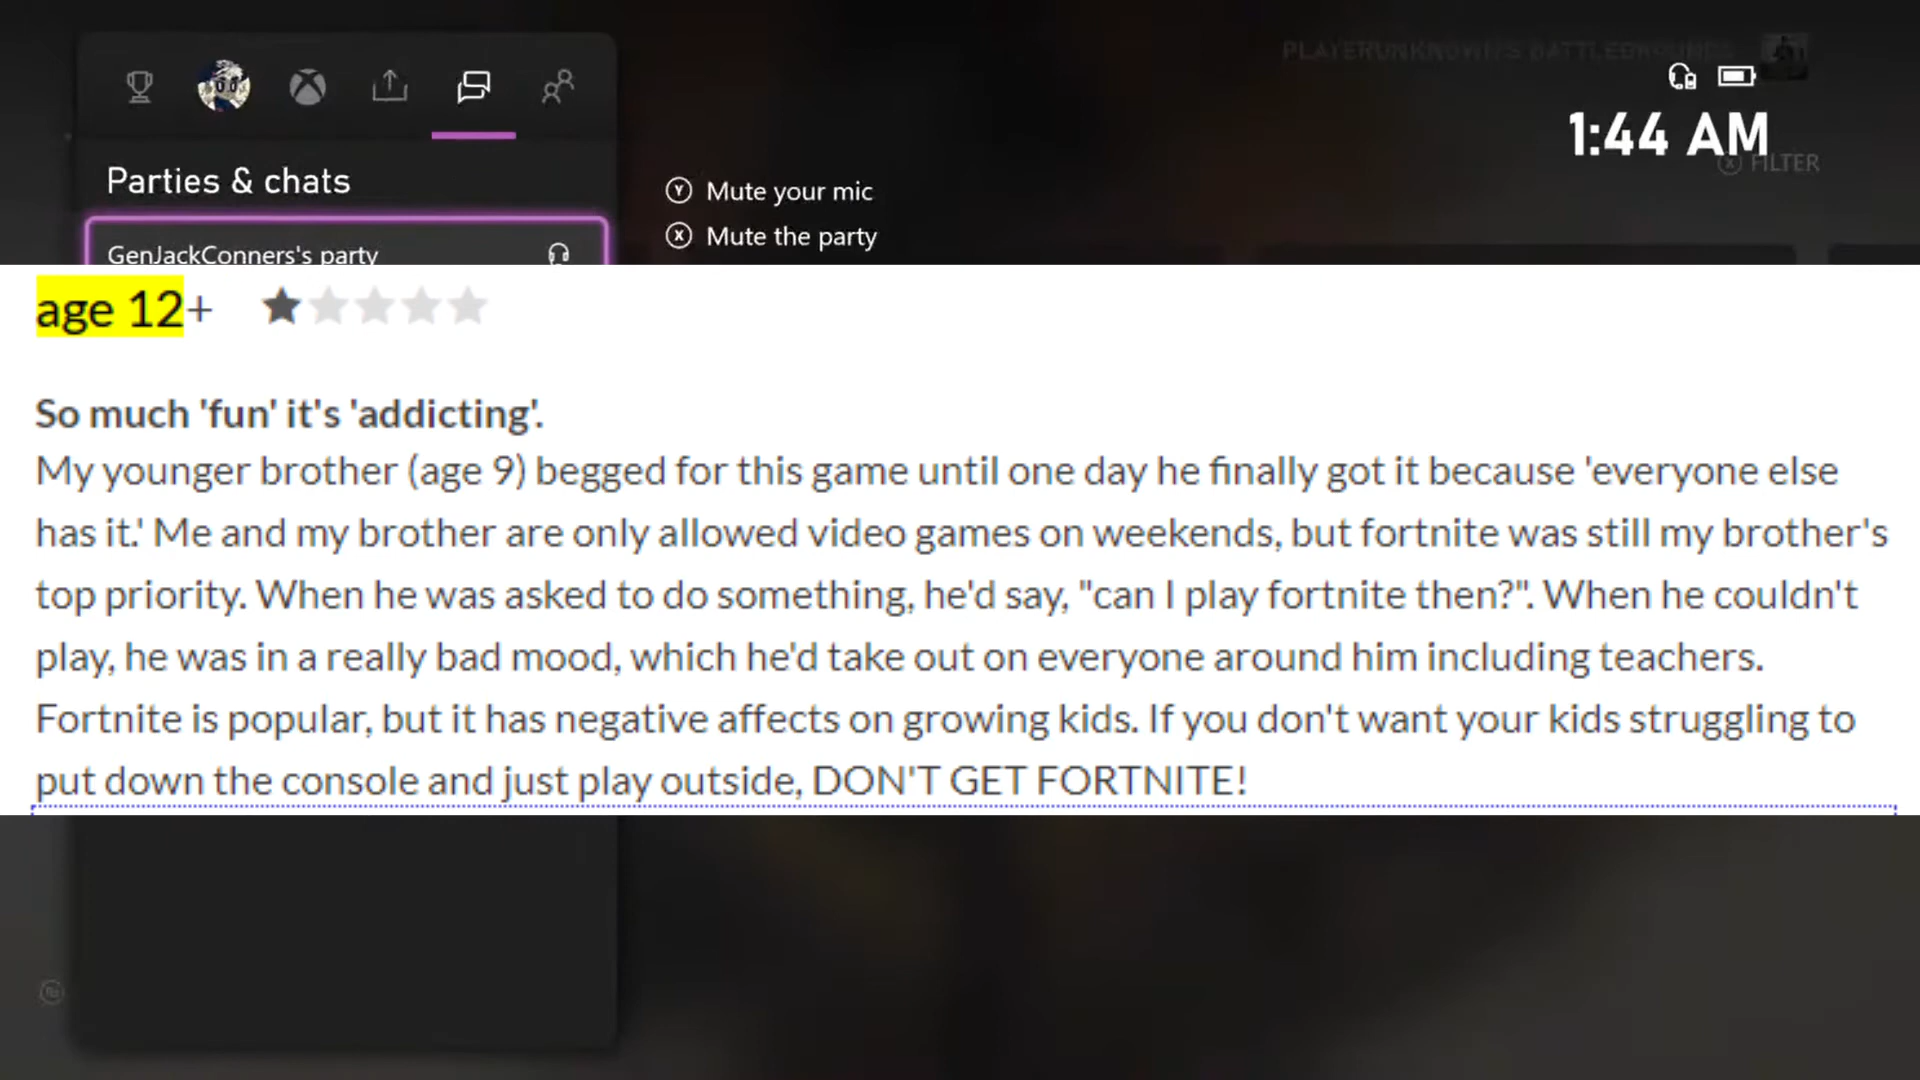 PLAYERUNKNOWN'S BATTLEGROUNDS
1:44 AM
FILTER
Parties & chats
Y Mute your mic
X Mute the party
GenJackConners's party
age 12+
So much 'fun' it's 'addicting'.
My younger brother (age 9) begged for this game until one day he finally got it because 'everyone else
has it.' Me and my brother are only allowed video games on weekends, but fortnite was still my brother's
top priority. When he was asked to do something, he'd say, "can I play fortnite then?". When he couldn't
play, he was in a really bad mood, which he'd take out on everyone around him including teachers.
Fortnite is popular, but it has negative affects on growing kids. If you don't want your kids struggling to
put down the console and just play outside, DON'T GET FORTNITE!